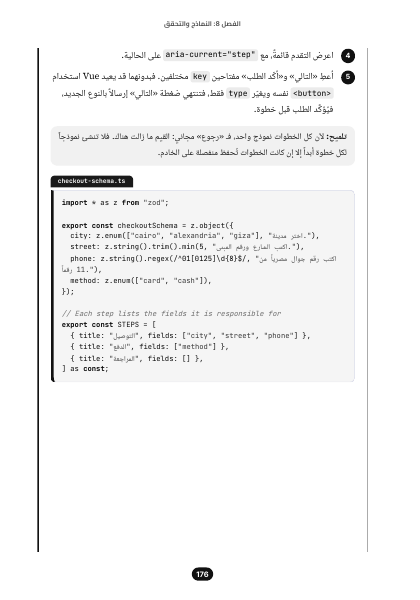 الفصل 8: النماذج والتحقق
4 اعرض التقدم قائمةً، مع aria-current="step" على الحالية.
5 أعطِ «التالي» و«أكّد الطلب» مفتاحين key مختلفين. فبدونهما قد يعيد Vue استخدام
<button> نفسه ويغيّر type فقط، فتنتهي ضغطة «التالي» إرسالاً بالنوع الجديد،
فيُؤكَّد الطلب قبل خطوة.
تلميح: لأن كل الخطوات نموذج واحد، فـ «رجوع» مجاني: القيم ما زالت هناك. فلا تنشئ نموذجاً
لكل خطوة أبداً إلا إن كانت الخطوات تُحفظ منفصلة على الخادم.
checkout-schema.ts
import * as z from "zod";
export const checkoutSchema = z.object({
city: z.enum(["cairo", "alexandria", "giza"], "اختر مدينة."),
street: z.string().trim().min(5, "اكتب الشارع ورقم المبنى."),
phone: z.string().regex(/^01[0125]\d{8}$/, "اكتب رقم جوال مصرياً من
11 رقماً."),
method: z.enum(["card", "cash"]),
});
// Each step lists the fields it is responsible for
export const STEPS = [
{ title: "التوصيل", fields: ["city", "street", "phone"] },
{ title: "الدفع", fields: ["method"] },
{ title: "المراجعة", fields: [] },
] as const;
176